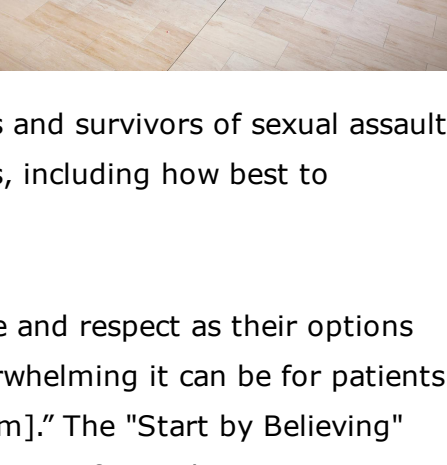 and survivors of sexual assault
, including how best to
and respect as their options
it can be for patients
m].” The "Start by Believing"